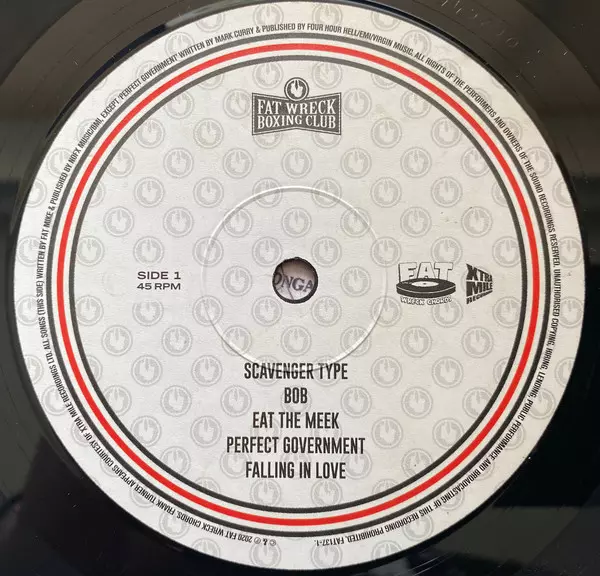 FAT WRECK
BOXING CLUB
SIDE 1
45 RPM
ONGA
FAT
WRECK CHORDS
XTRA
MILE
RECORDINGS
SCAVENGER TYPE
BOB
EAT THE MEEK
PERFECT GOVERNMENT
FALLING IN LOVE
© & ℗ 2020 FAT WRECK CHORDS. FRANK TURNER APPEARS COURTESY OF XTRA MILE RECORDINGS LTD. ALL SONGS (THIS SIDE) WRITTEN BY FAT MIKE & PUBLISHED BY NOFX MUSIC/BMI, EXCEPT 'PERFECT GOVERNMENT' WRITTEN BY MARK CURRY & PUBLISHED BY FOUR HOUR HELL/EMI/VIRGIN MUSIC. ALL RIGHTS OF THE PERFORMERS AND OWNERS OF THE SOUND RECORDINGS RESERVED. UNAUTHORISED COPYING, HIRING, LENDING, PUBLIC PERFORMANCE AND BROADCASTING OF THIS RECORDING PROHIBITED. FAT137-1.